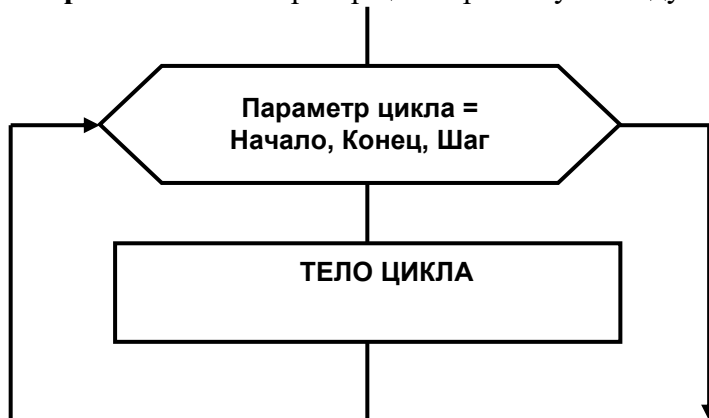 Параметр цикла =
Начало, Конец, Шаг
ТЕЛО ЦИКЛА